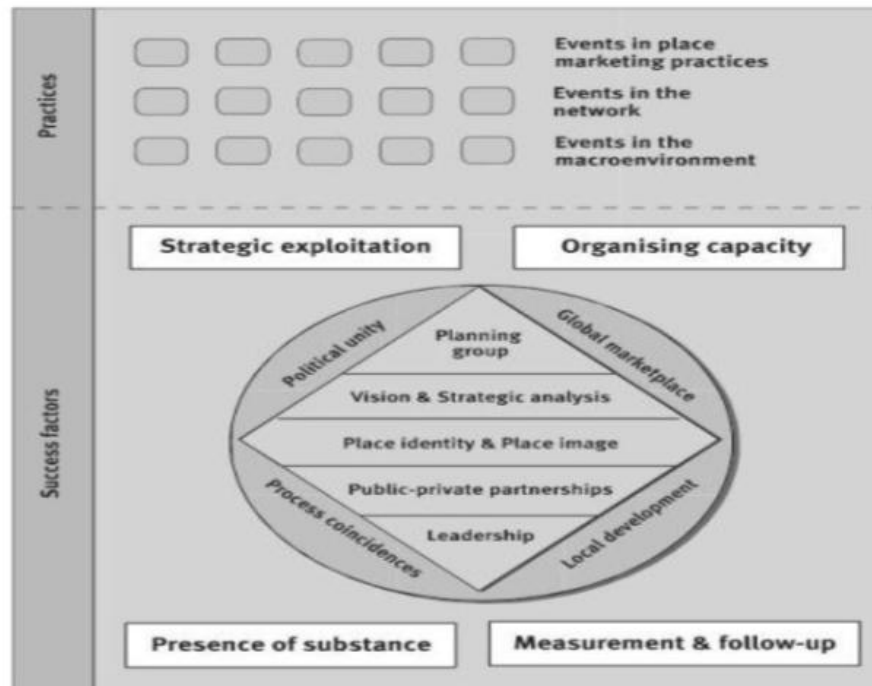 Practices
Events in place
marketing practices
Events in the
network
Events in the
macroenvironment
Success factors
Strategic exploitation
Organising capacity
Political unity
Global marketplace
Planning
group
Vision & Strategic analysis
Place identity & Place image
Public-private partnerships
Leadership
Process coincidences
Local development
Presence of substance
Measurement & follow-up